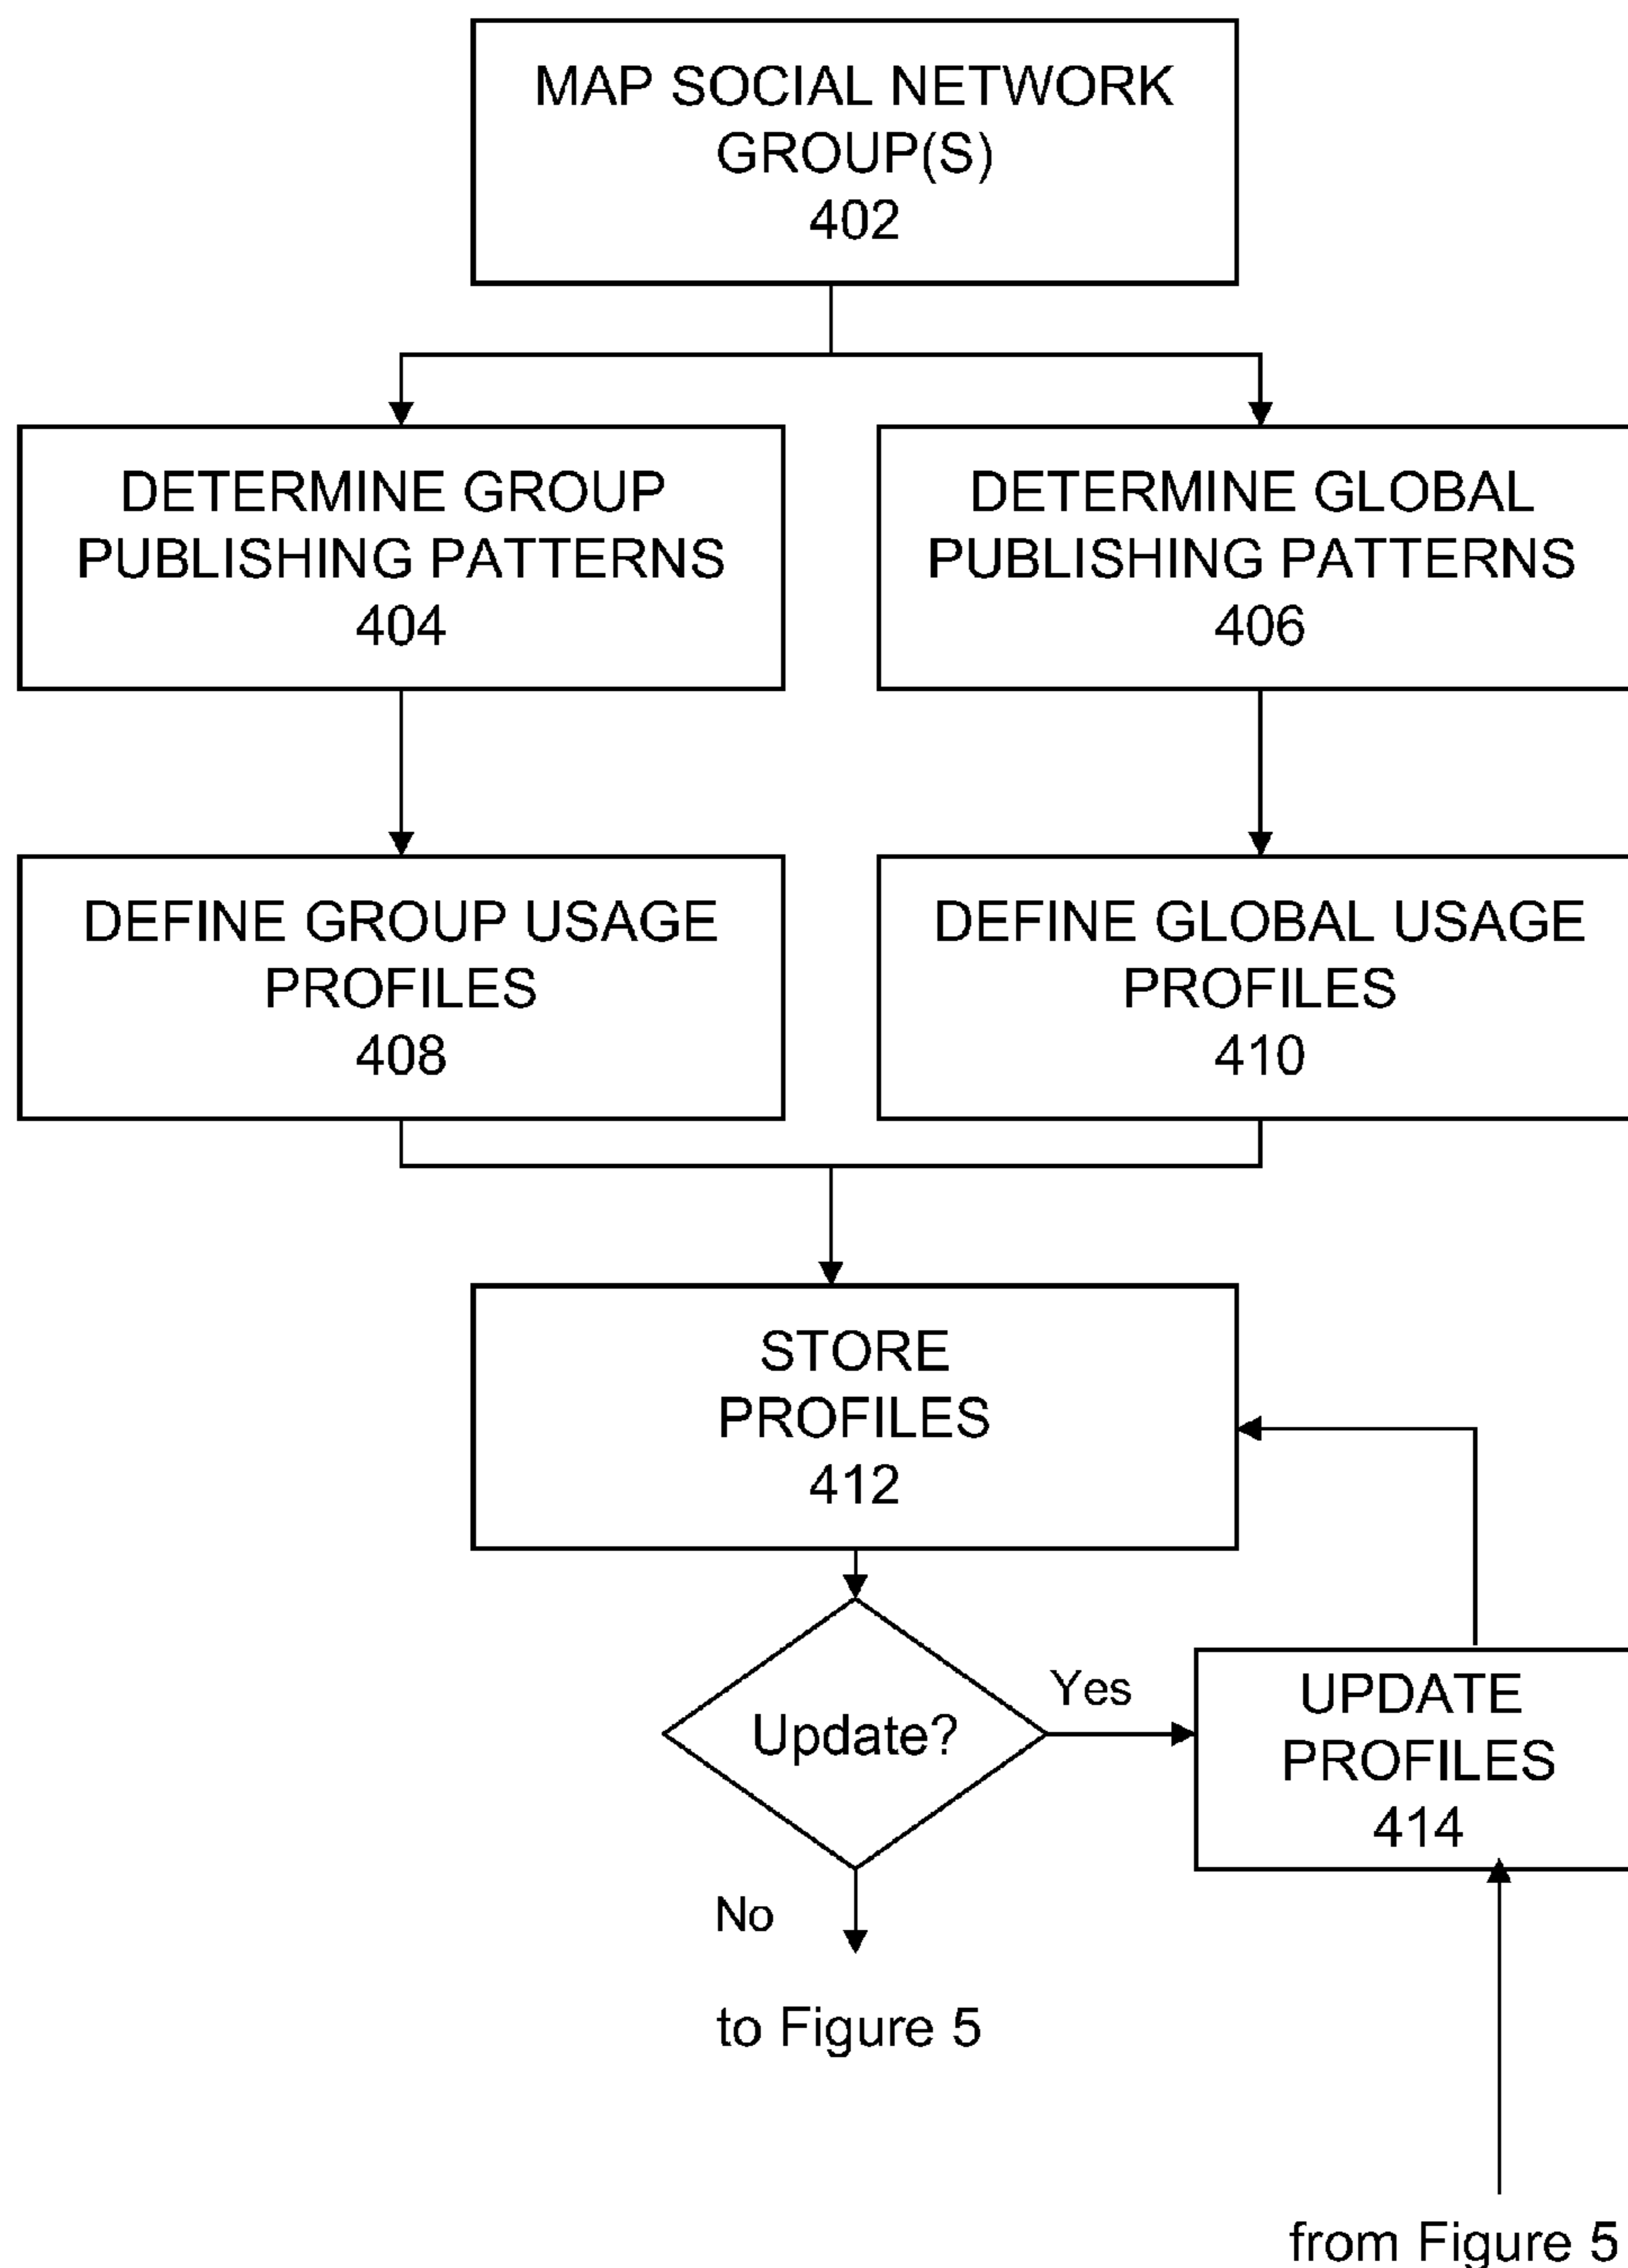 MAP SOCIAL NETWORK
GROUP(S)
402
DETERMINE GROUP
PUBLISHING PATTERNS
404
DETERMINE GLOBAL
PUBLISHING PATTERNS
406
DEFINE GROUP USAGE
PROFILES
408
DEFINE GLOBAL USAGE
PROFILES
410
STORE
PROFILES
412
Update?
Yes
UPDATE
PROFILES
414
No
to Figure 5
from Figure 5